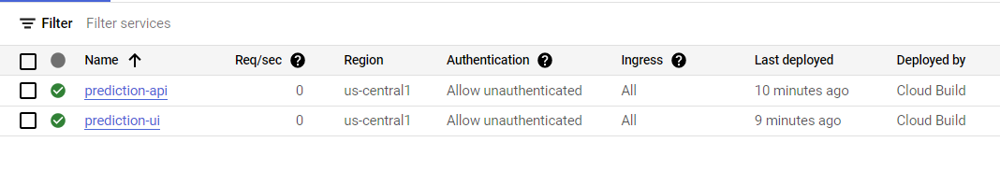 Filter Filter services
Name Req/sec Region Authentication Ingress Last deployed Deployed by
prediction-api 0 us-central1 Allow unauthenticated All 10 minutes ago Cloud Build
prediction-ui 0 us-central1 Allow unauthenticated All 9 minutes ago Cloud Build